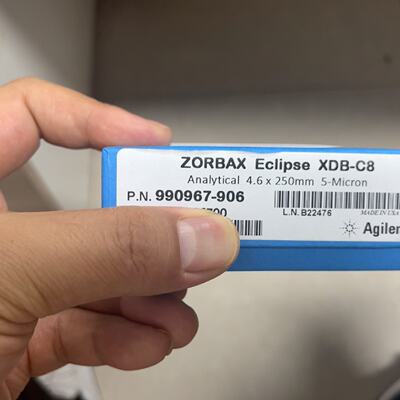 ZORBAX Eclipse XDB-C8
Analytical 4.6 x 250mm 5-Micron
P.N. 990967-906
L.N. B22476
MADE IN USA
Agilen